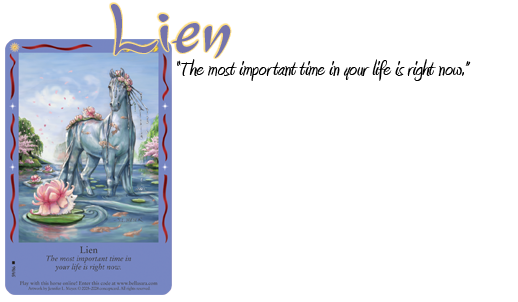 Lien
"The most important time in your life is right now."
Lien
The most important time in
your life is right now.
Play with this horse online! Enter this code at www.bellasara.com